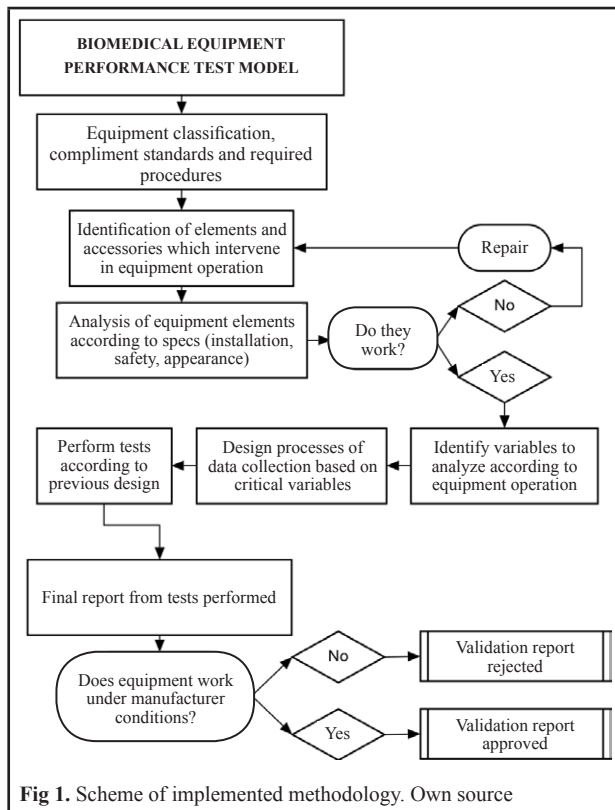 BIOMEDICAL EQUIPMENT
PERFORMANCE TEST MODEL
Equipment classification,
compliment standards and required
procedures
Identification of elements and
accessories which intervene
in equipment operation
Repair
Analysis of equipment elements
according to specs (installation,
safety, appearance)
Do they
work?
No
Yes
Perform tests
according to
previous design
Design processes of
data collection based on
critical variables
Identify variables to
analyze according to
equipment operation
Final report from tests performed
Does equipment work
under manufacturer
conditions?
No
Validation report
rejected
Yes
Validation report
approved
Fig 1. Scheme of implemented methodology. Own source